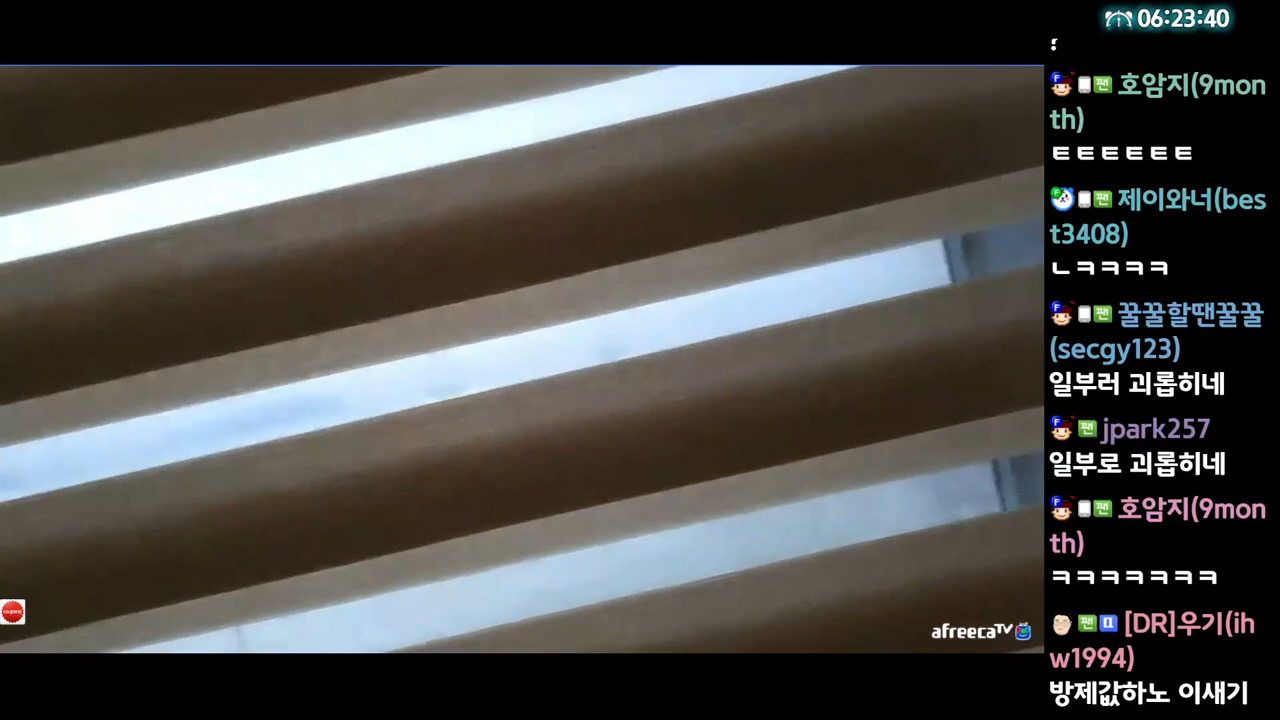 06:23:40
호암지(9mon
th)
ㅌㅌㅌㅌㅌㅌ
제이와너(bes
t3408)
ㄴㅋㅋㅋㅋ
꿀꿀할땐꿀꿀
(secgy123)
일부러 괴롭히네
jpark257
일부로 괴롭히네
호암지(9mon
th)
ㅋㅋㅋㅋㅋㅋㅋ
[DR]우기(ih
w1994)
방제값하노 이새기
coupang
afreecaTV